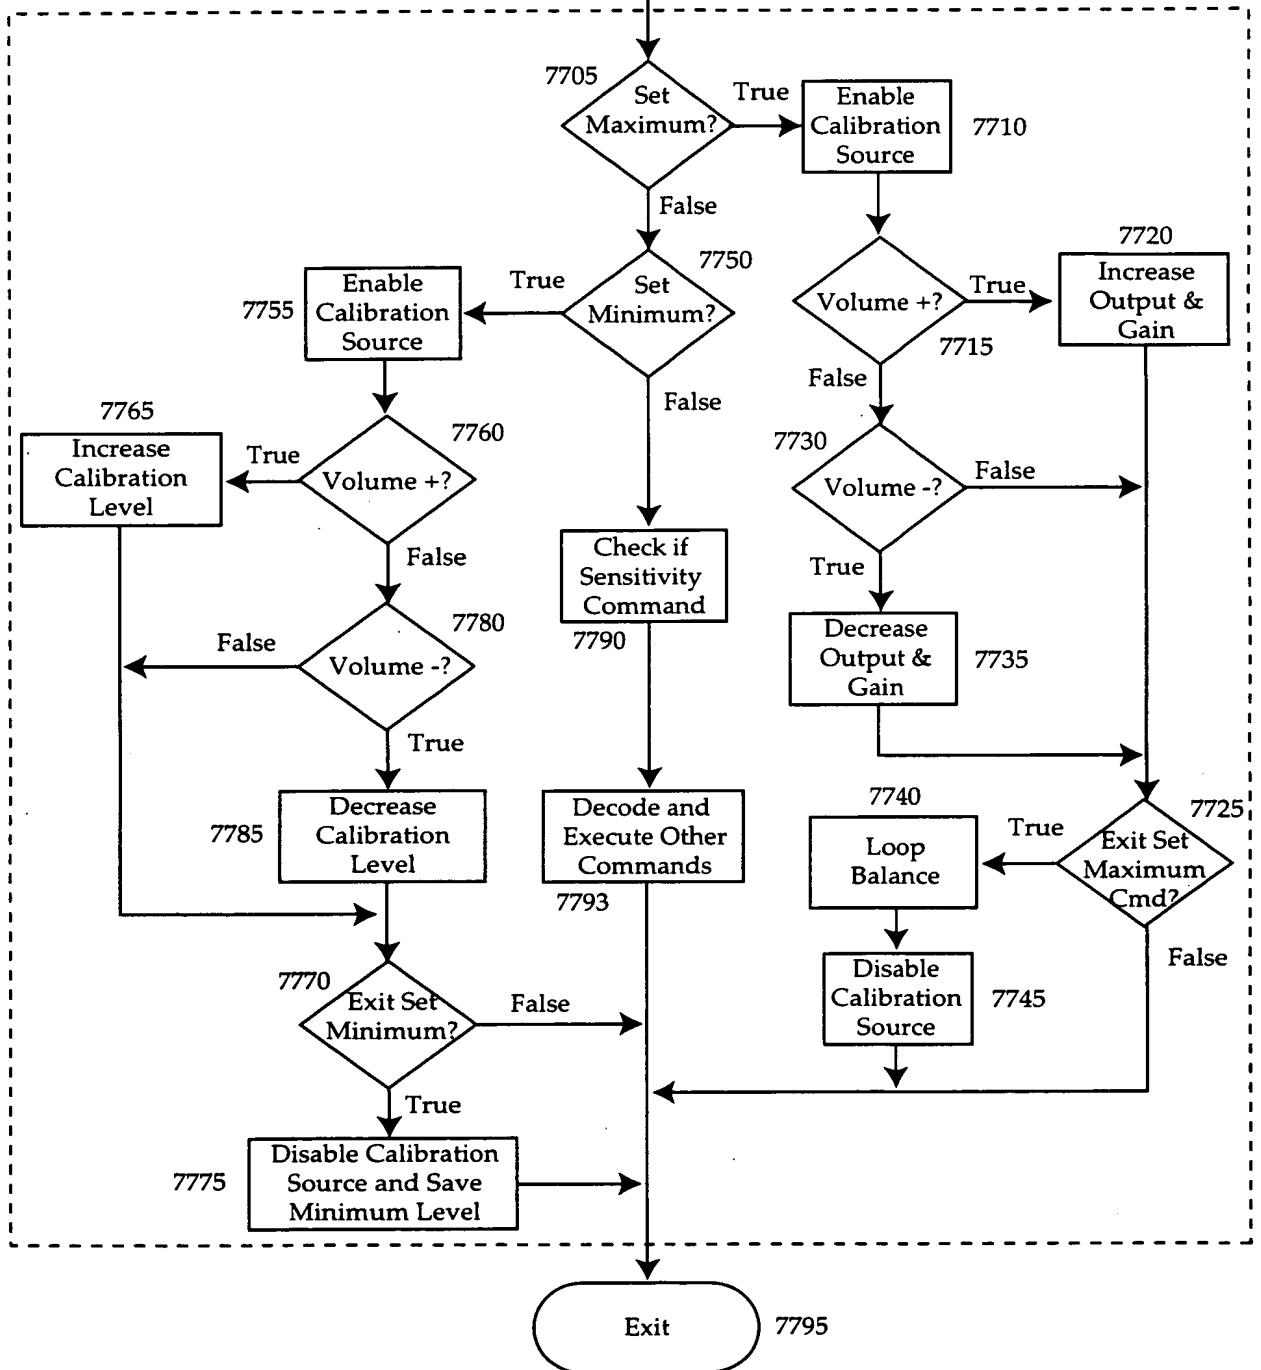 7705
Set
Maximum?
True
Enable
Calibration
Source
7710
False
7750
Set
Minimum?
True
Enable
Calibration
Source
7755
False
Volume +?
7715
True
7720
Increase
Output &
Gain
False
7730
Volume -?
False
True
Decrease
Output &
Gain
7735
7760
Volume +?
True
7765
Increase
Calibration
Level
False
7780
Volume -?
False
True
Decrease
Calibration
Level
7785
Check if
Sensitivity
Command
7790
Decode and
Execute Other
Commands
7793
7725
Exit Set
Maximum
Cmd?
True
7740
Loop
Balance
False
Disable
Calibration
Source
7745
7770
Exit Set
Minimum?
False
True
Disable Calibration
Source and Save
Minimum Level
7775
Exit
7795